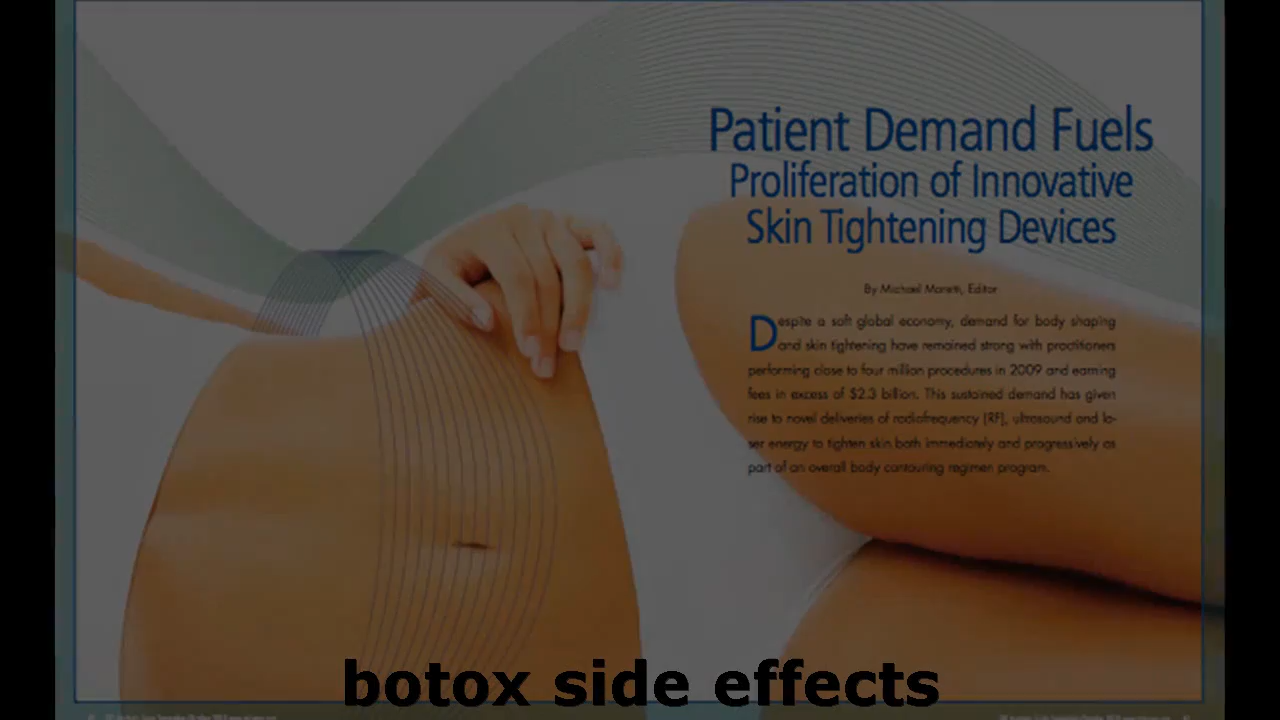 Patient Demand Fuels
Proliferation of Innovative
Skin Tightening Devices
By Michael Moretti, Editor
Despite a soft global economy, demand for body shaping
and skin tightening have remained strong with practitioners
performing close to four million procedures in 2009 and earning
fees in excess of $2.3 billion. This sustained demand has given
rise to novel deliveries of radiofrequency (RF), ultrasound and la-
ser energy to tighten skin both immediately and progressively as
part of an overall body contouring regimen program.
botox side effects